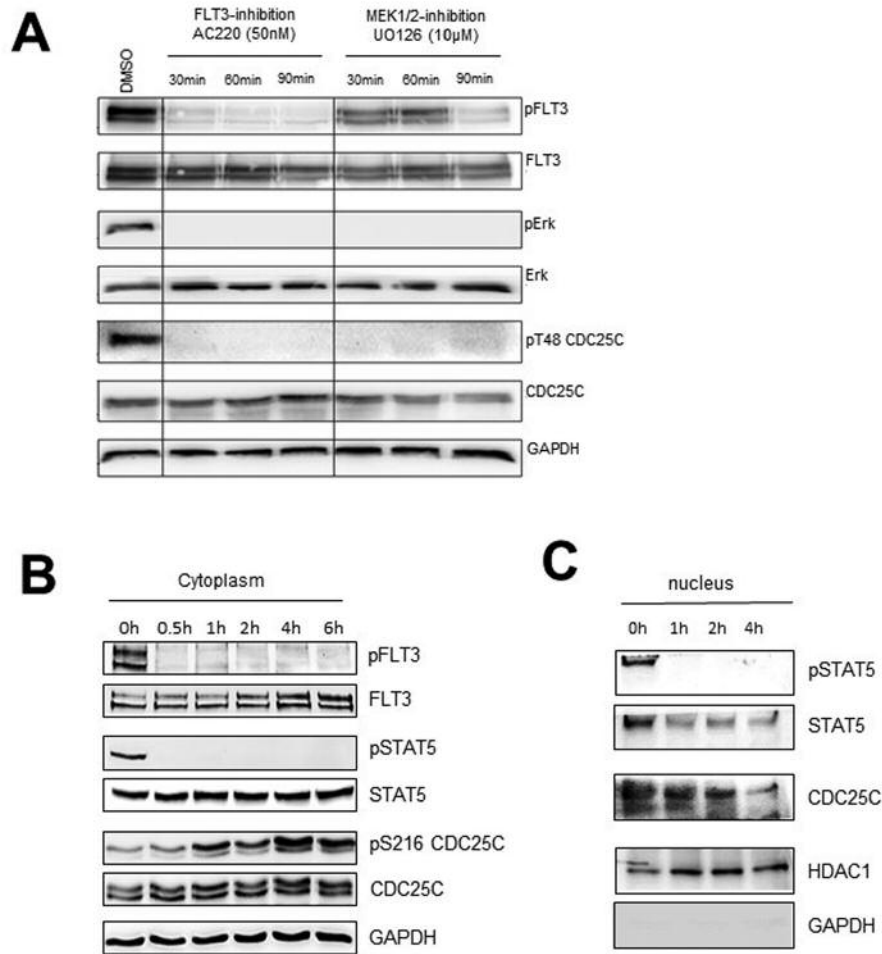 A
FLT3-inhibition
AC220 (50nM)
MEK1/2-inhibition
UO126 (10µM)
DMSO
30min 60min 90min 30min 60min 90min
pFLT3
FLT3
pErk
Erk
pT48 CDC25C
CDC25C
GAPDH
B
Cytoplasm
0h 0.5h 1h 2h 4h 6h
pFLT3
FLT3
pSTAT5
STAT5
pS216 CDC25C
CDC25C
GAPDH
C
nucleus
0h 1h 2h 4h
pSTAT5
STAT5
CDC25C
HDAC1
GAPDH